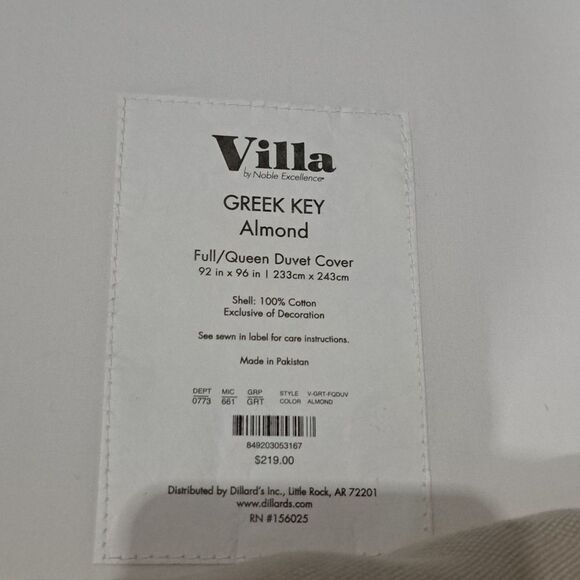 Villa
by Noble Excellence®
GREEK KEY
Almond
Full/Queen Duvet Cover
92 in x 96 in | 233cm x 243cm
Shell: 100% Cotton
Exclusive of Decoration
See sewn in label for care instructions.
Made in Pakistan
DEPT MIC GRP STYLE V-GRT-FQDUV
0773 661 GRT COLOR ALMOND
849203053167
$219.00
Distributed by Dillard's Inc., Little Rock, AR 72201
www.dillards.com
RN #156025